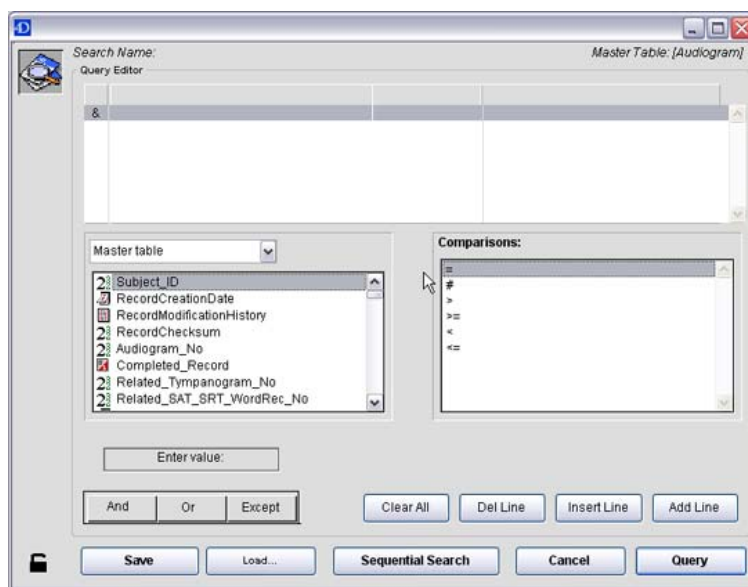 4D
Search Name:
Master Table: [Audiogram]
Query Editor
&
Master table
Comparisons:
Subject_ID
RecordCreationDate
RecordModificationHistory
RecordChecksum
Audiogram_No
Completed_Record
Related_Tympanogram_No
Related_SAT_SRT_WordRec_No
=
#
>
>=
<
<=
Enter value:
And Or Except
Clear All Del Line Insert Line Add Line
Save Load... Sequential Search Cancel Query